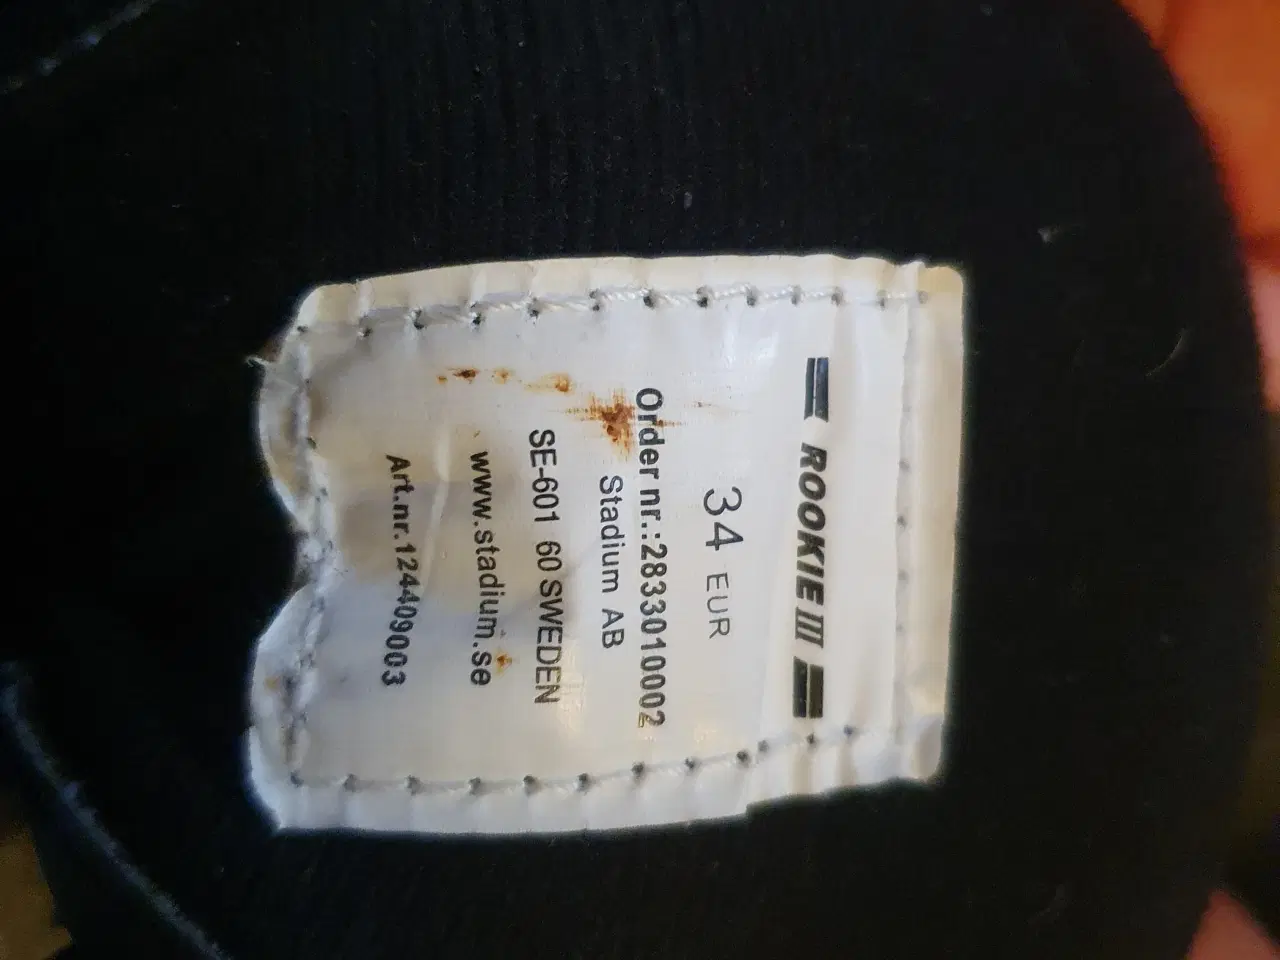 ROOKIE III
34 EUR
Order nr.:2833010002
Stadium AB
SE-601 60 SWEDEN
www.stadium.se
Art.nr.124409003